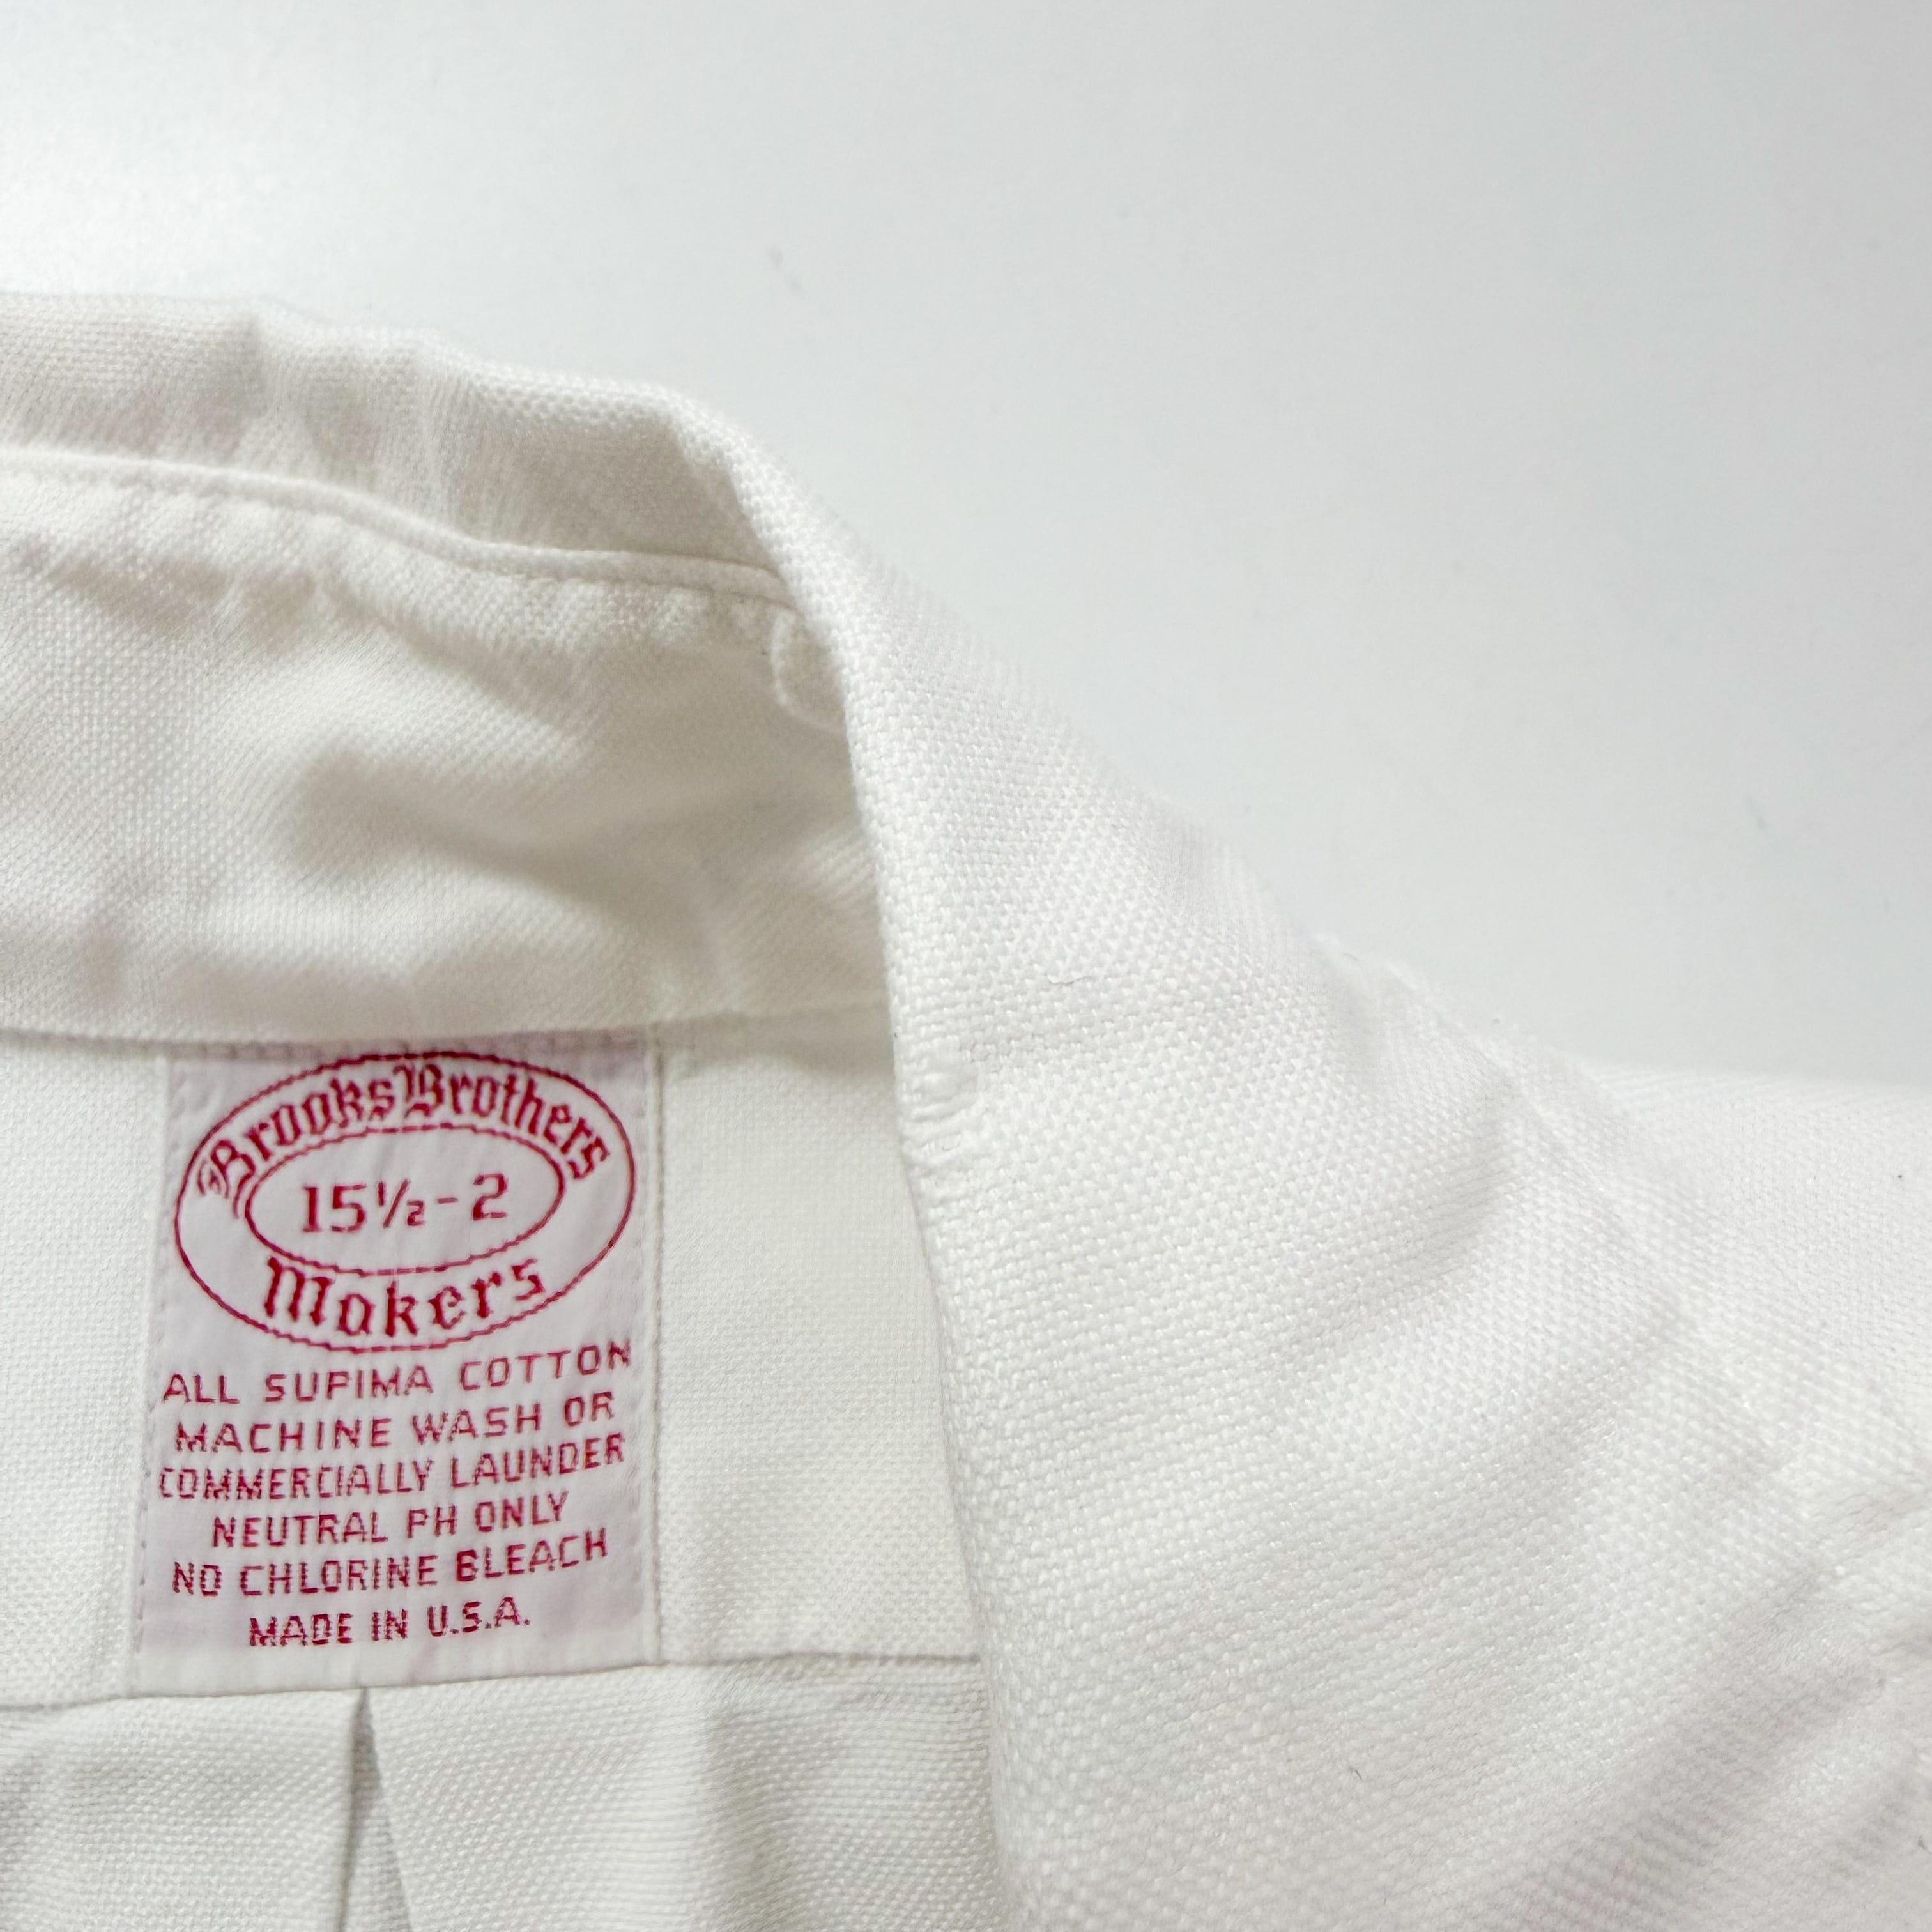 Brooks Brothers
15½-2
Makers
ALL SUPIMA COTTON
MACHINE WASH OR
COMMERCIALLY LAUNDER
NEUTRAL PH ONLY
NO CHLORINE BLEACH
MADE IN U.S.A.